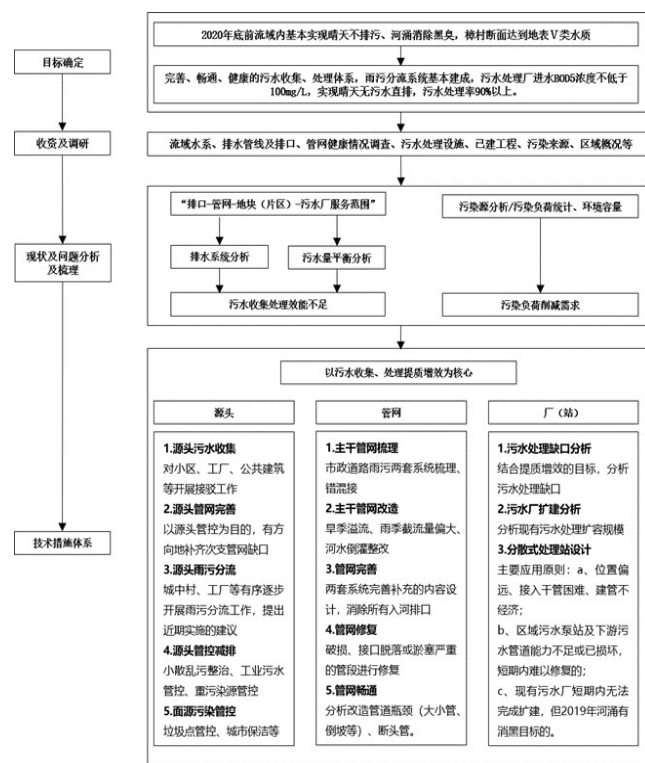 2020年底前流域内基本实现晴天不排污、河涌消除黑臭，樟村断面达到地表Ⅴ类水质
目标确定
完善、畅通、健康的污水收集、处理体系，雨污分流系统基本建成，污水处理厂进水BOD5浓度不低于
100mg/L，实现晴天无污水直排，污水处理率90%以上。
收资及调研
流域水系、排水管线及排口、管网健康情况调查、污水处理设施、已建工程、污染来源、区域概况等
“排口-管网-地块（片区）-污水厂服务范围”
污染源分析/污染负荷统计、环境容量
现状及问题分析
及梳理
排水系统分析
污水量平衡分析
污水收集处理效能不足
污染负荷削减需求
以污水收集、处理提质增效为核心
技术措施体系
源头
1.源头污水收集
对小区、工厂、公共建筑
等开展接驳工作
2.源头管网完善
以源头管控为目的，有方
向地补齐次支管网缺口
3.源头雨污分流
城中村、工厂等有序逐步
开展雨污分流工作，提出
近期实施的建议
4.源头管控减排
小散乱污整治、工业污水
管控、重污染源管控
5.面源污染管控
垃圾点管控、城市保洁等
管网
1.主干管网梳理
市政道路雨污两套系统梳理、
错混接
2.主干管网改造
旱季溢流、雨季截流量偏大、
河水倒灌整改
3.管网完善
两套系统完善补充的内容设
计，消除所有入河排口
4.管网修复
破损、接口脱落或淤塞严重
的管段进行修复
5.管网畅通
分析改造管道瓶颈（大小管、
倒坡等）、断头管。
厂（站）
1.污水处理缺口分析
结合提质增效的目标，分析
污水处理缺口
2.污水厂扩建分析
分析现有污水处理扩容规模
3.分散式处理站设计
主要应用原则：a、位置偏
远、接入干管困难、建管不
经济；
b、区域污水泵站及下游污
水管道能力不足或已损坏，
短期内难以修复的；
c、现有污水厂短期内无法
完成扩建，但2019年河涌有
消黑目标的。